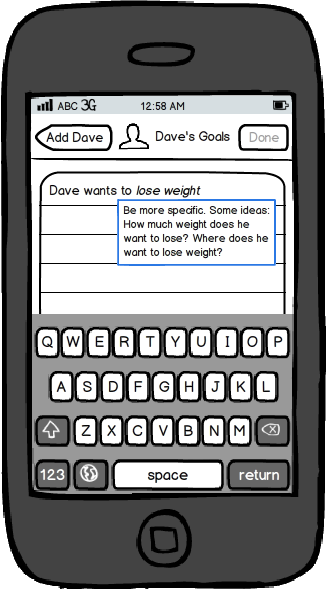 ABC 3G 12:58 AM
Add Dave Dave's Goals Done
Dave wants to lose weight
Be more specific. Some ideas:
How much weight does he
want to lose? Where does he
want to lose weight?
Q W E R T Y U I O P
A S D F G H J K L
Z X C V B N M
123 space return